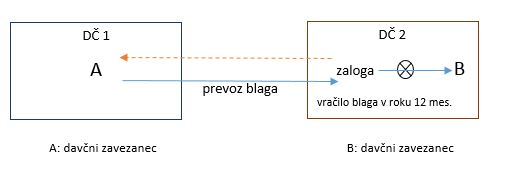 DČ 1
DČ 2
A
zaloga
B
prevoz blaga
vračilo blaga v roku 12 mes.
A: davčni zavezanec
B: davčni zavezanec